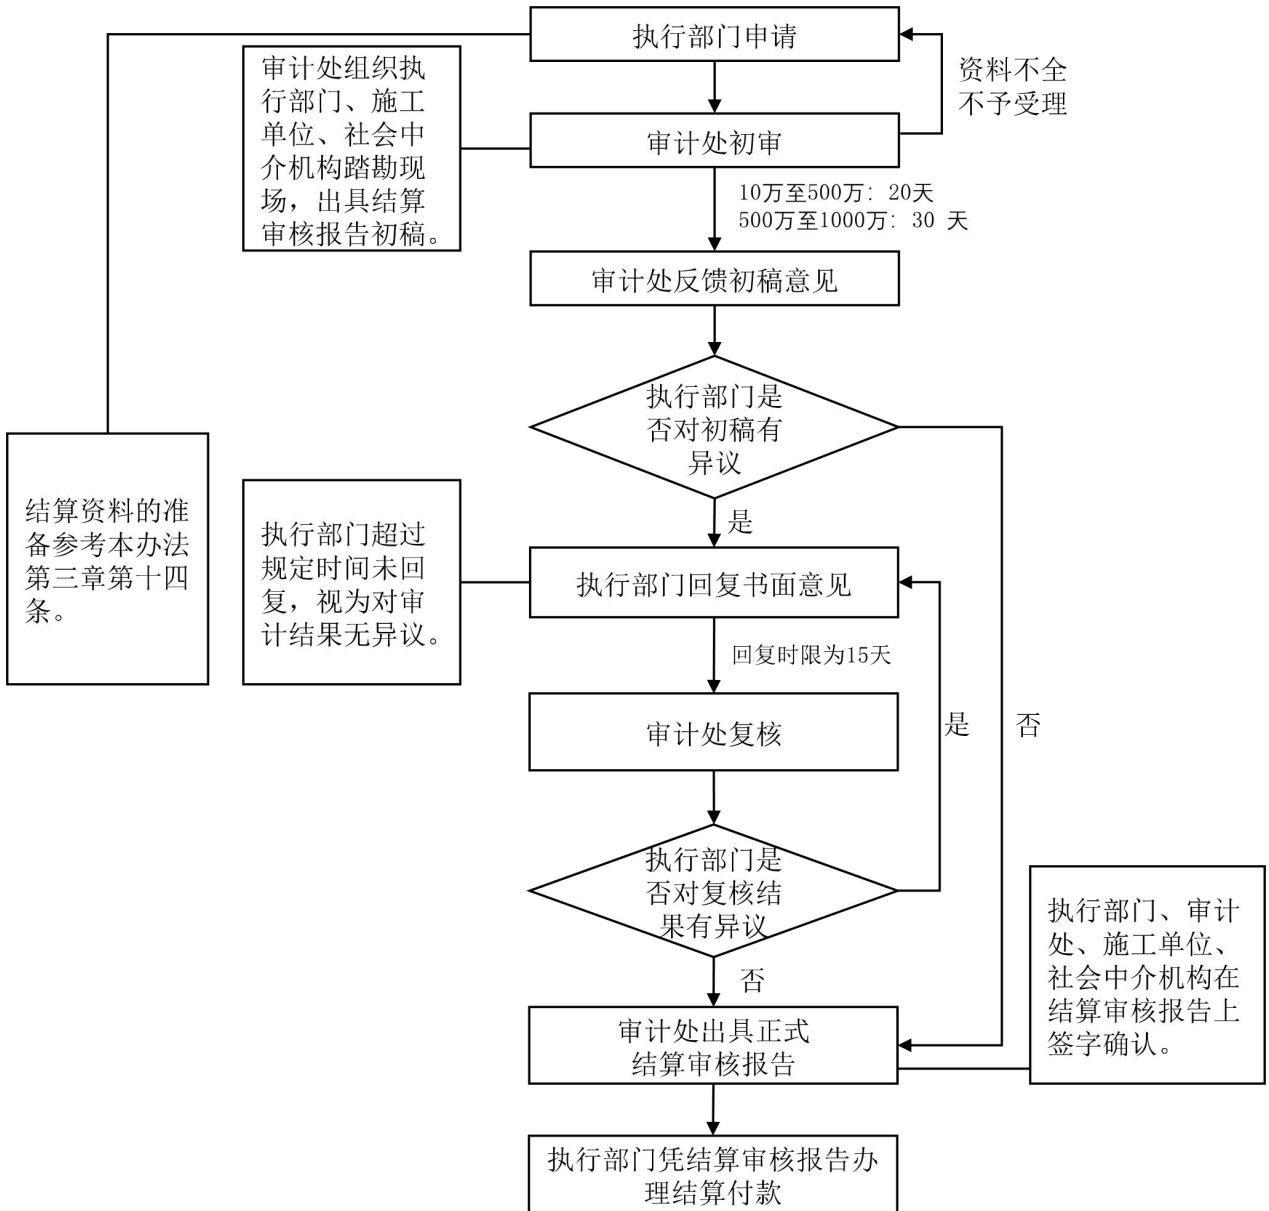 执行部门申请
资料不全
不予受理
审计处组织执
行部门、施工
单位、社会中
介机构踏勘现
场，出具结算
审核报告初稿。
审计处初审
10万至500万：20天
500万至1000万：30 天
审计处反馈初稿意见
执行部门是
否对初稿有
异议
是
结算资料的准
备参考本办法
第三章第十四
条。
执行部门超过
规定时间未回
复，视为对审
计结果无异议。
执行部门回复书面意见
回复时限为15天
审计处复核
是
否
执行部门是
否对复核结
果有异议
否
执行部门、审计
处、施工单位、
社会中介机构在
结算审核报告上
签字确认。
审计处出具正式
结算审核报告
执行部门凭结算审核报告办
理结算付款